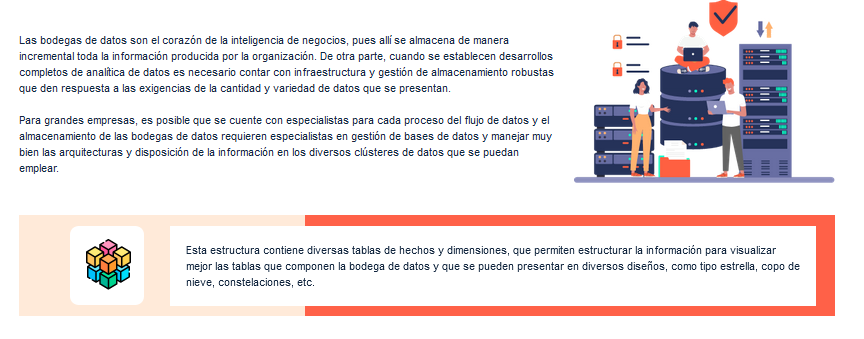 Las bodegas de datos son el corazón de la inteligencia de negocios, pues allí se almacena de manera
incremental toda la información producida por la organización. De otra parte, cuando se establecen desarrollos
completos de analítica de datos es necesario contar con infraestructura y gestión de almacenamiento robustas
que den respuesta a las exigencias de la cantidad y variedad de datos que se presentan.
Para grandes empresas, es posible que se cuente con especialistas para cada proceso del flujo de datos y el
almacenamiento de las bodegas de datos requieren especialistas en gestión de bases de datos y manejar muy
bien las arquitecturas y disposición de la información en los diversos clústeres de datos que se puedan
emplear.
Esta estructura contiene diversas tablas de hechos y dimensiones, que permiten estructurar la información para visualizar
mejor las tablas que componen la bodega de datos y que se pueden presentar en diversos diseños, como tipo estrella, copo de
nieve, constelaciones, etc.